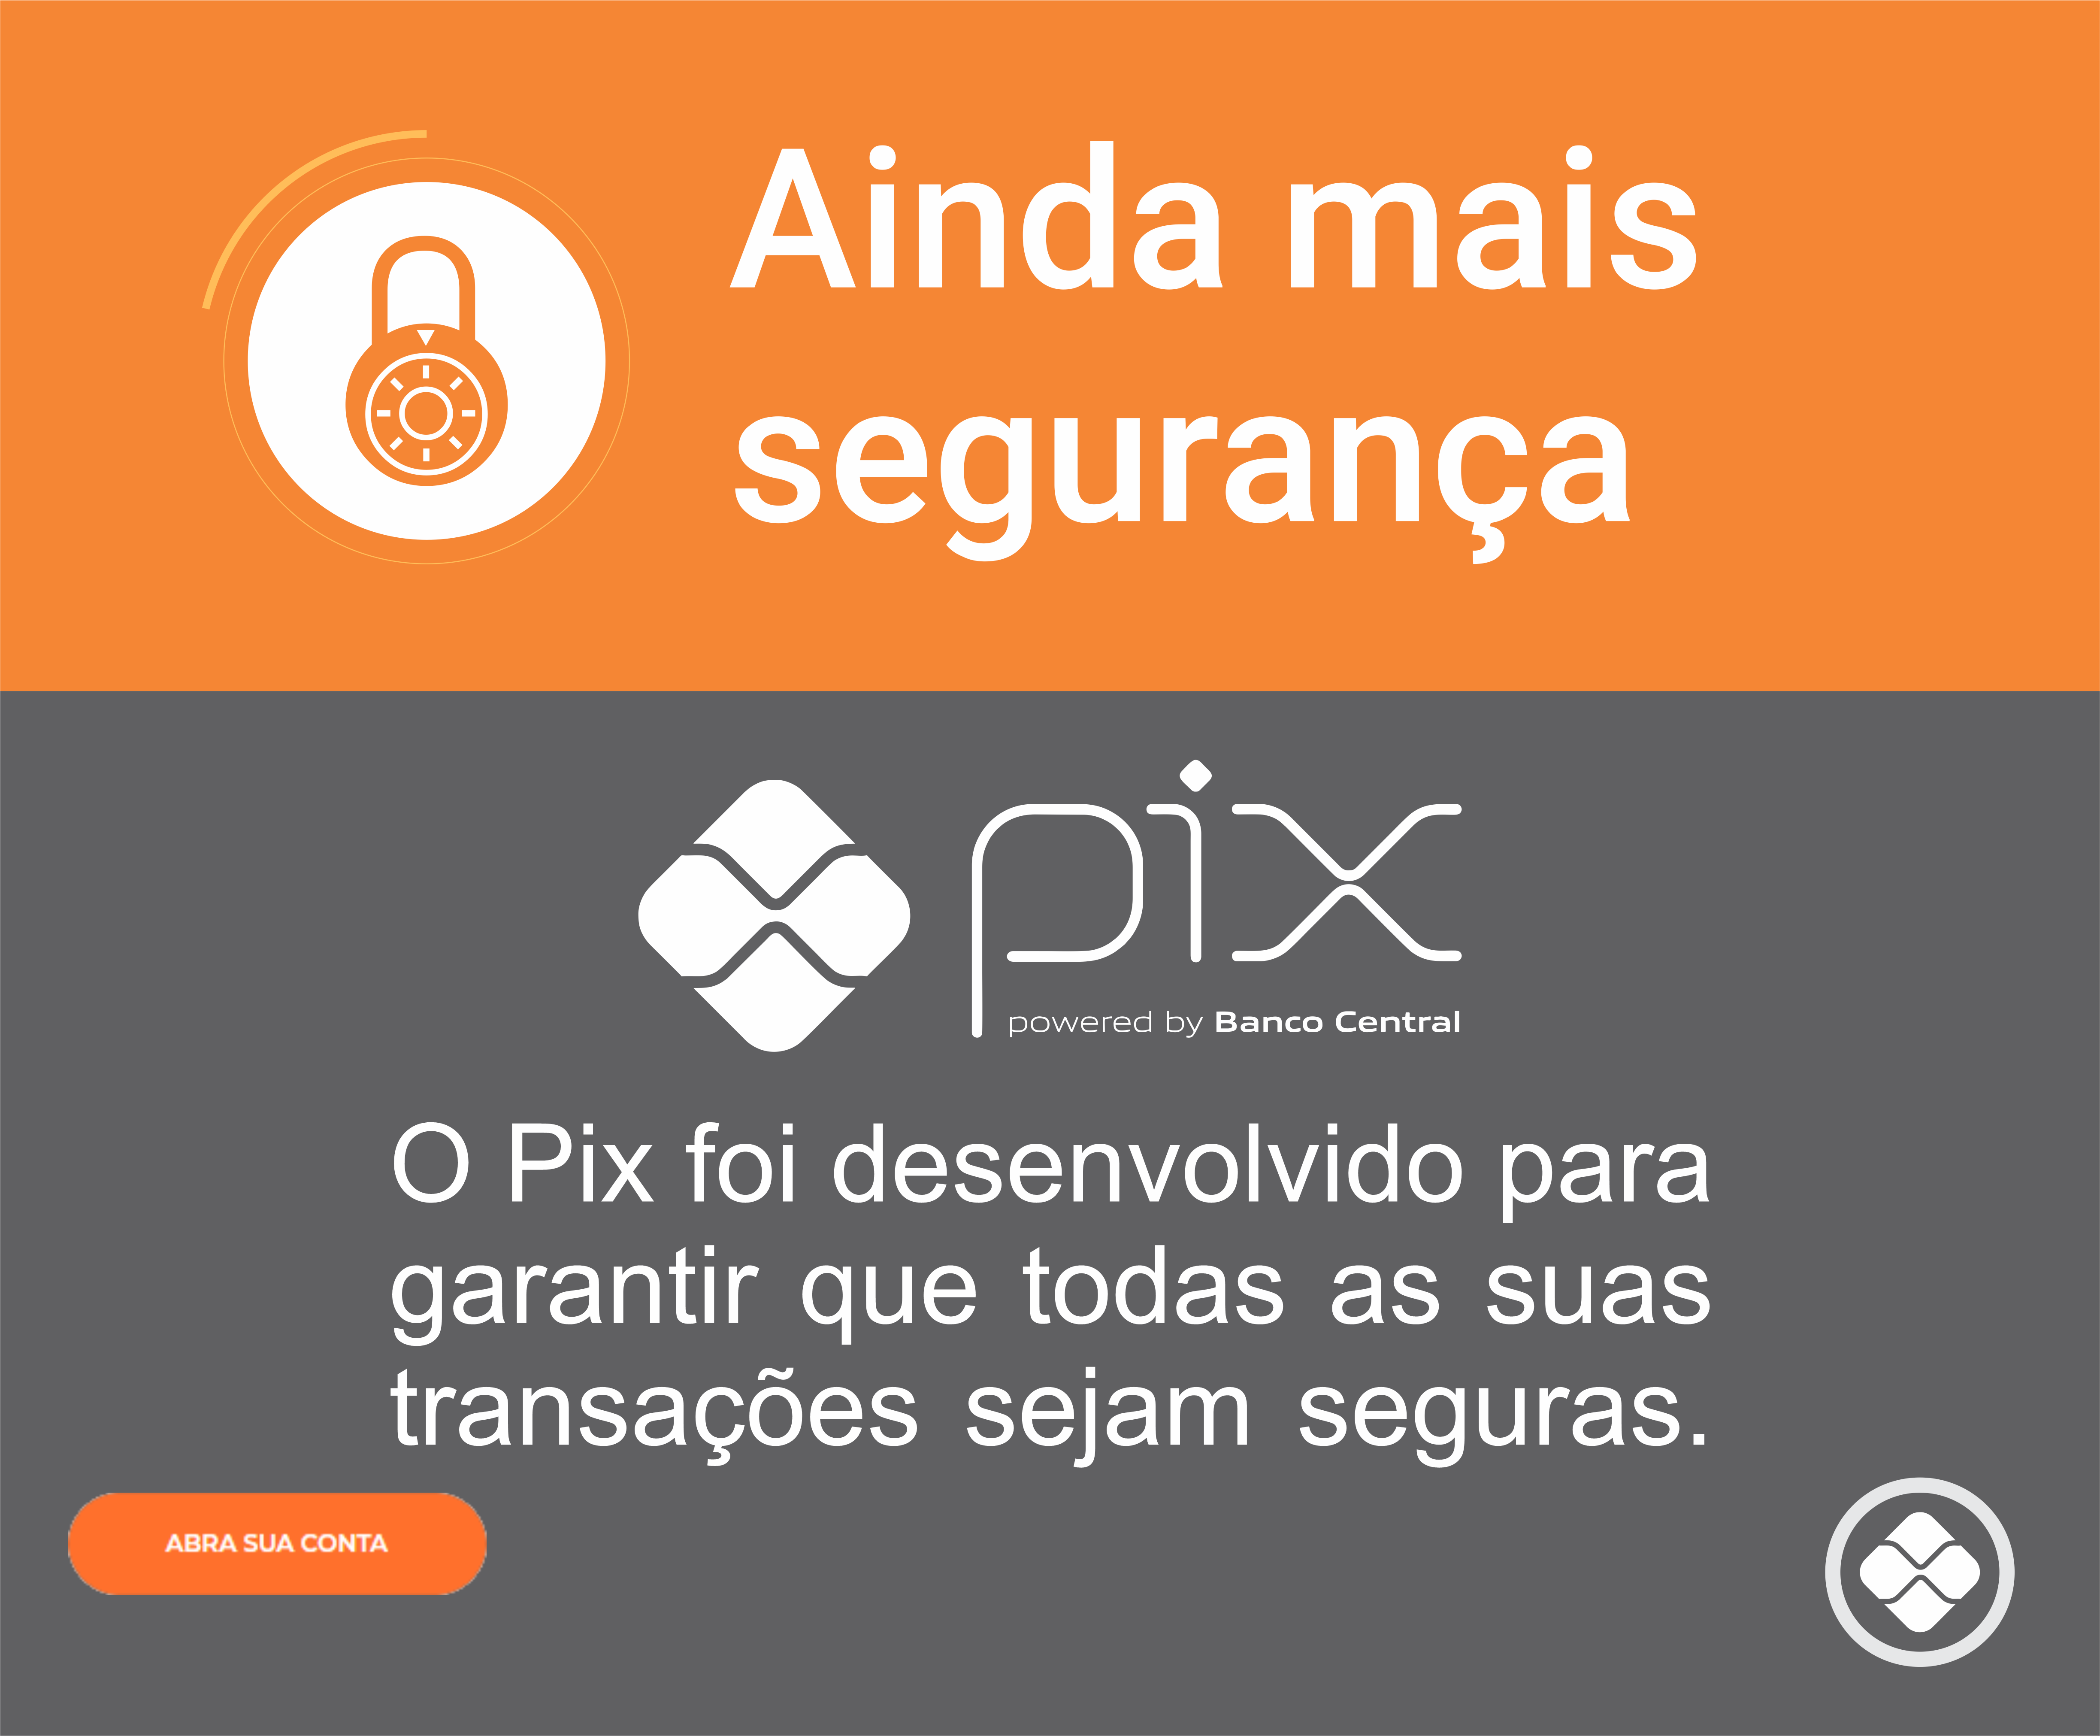 Ainda mais
segurança
pix
powered by Banco Central
O Pix foi desenvolvido para
garantir que todas as suas
transações sejam seguras.
ABRA SUA CONTA